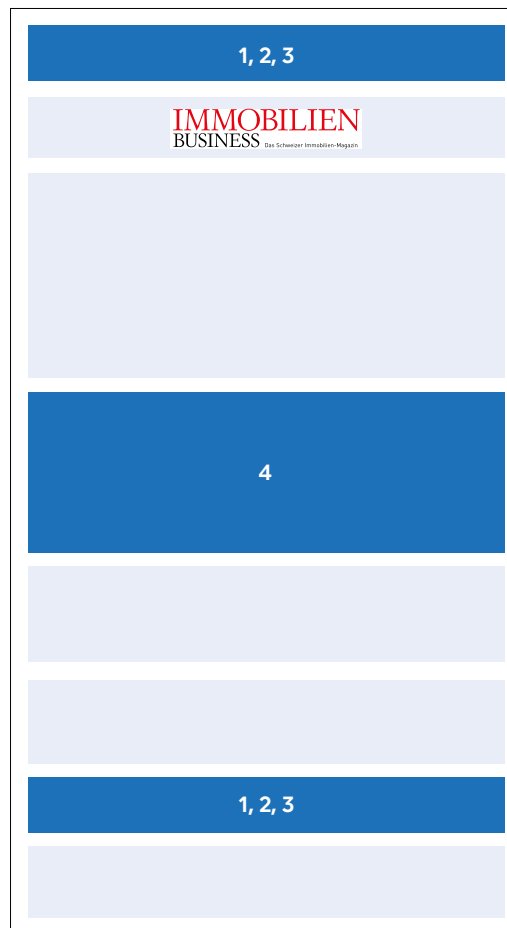 1, 2, 3
IMMOBILIEN
BUSINESS Das Schweizer Immobilien-Magazin
4
1, 2, 3